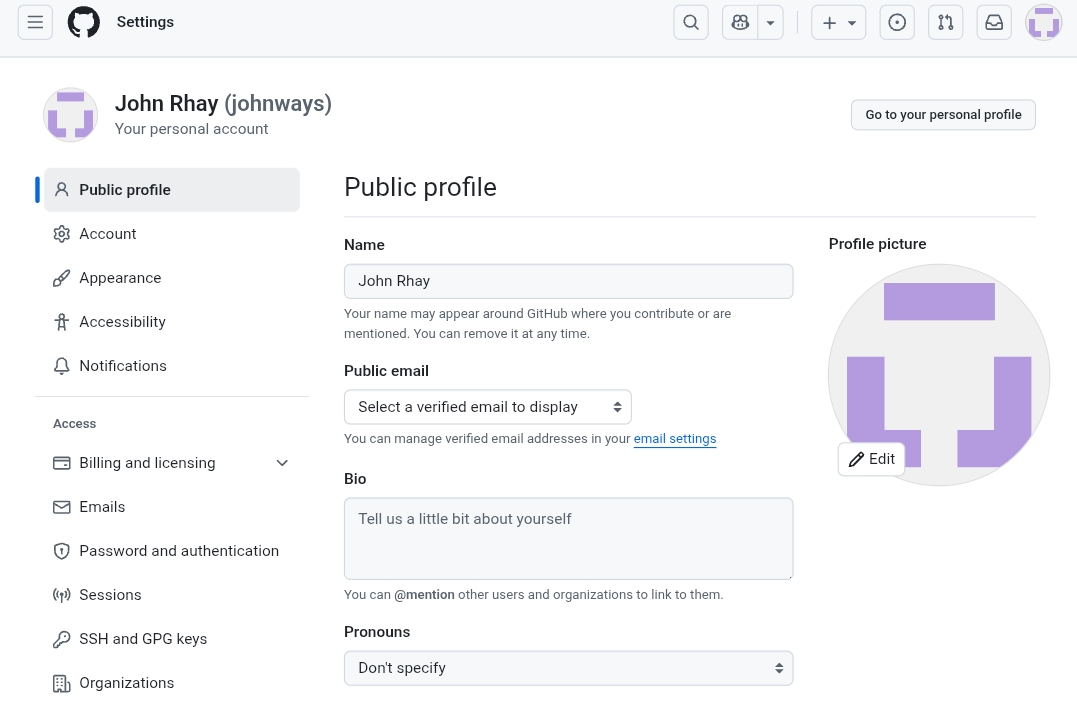 Settings
John Rhay (johnways)
Your personal account
Go to your personal profile
Public profile
Account
Appearance
Accessibility
Notifications
Access
Billing and licensing
Emails
Password and authentication
Sessions
SSH and GPG keys
Organizations
Public profile
Name
John Rhay
Your name may appear around GitHub where you contribute or are
mentioned. You can remove it at any time.
Public email
Select a verified email to display
You can manage verified email addresses in your email settings
Bio
Tell us a little bit about yourself
You can @mention other users and organizations to link to them.
Pronouns
Don't specify
Profile picture
Edit